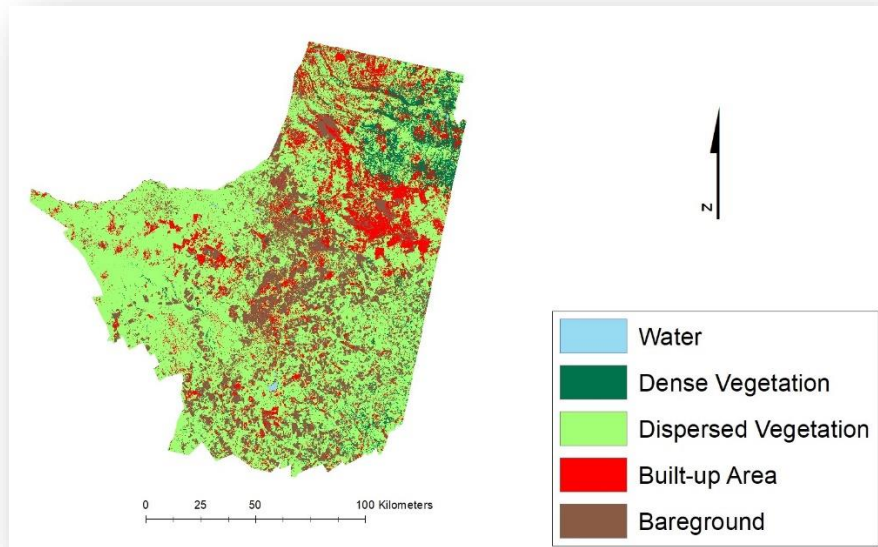 N
Water
Dense Vegetation
Dispersed Vegetation
Built-up Area
Bareground
0 25 50 100 Kilometers